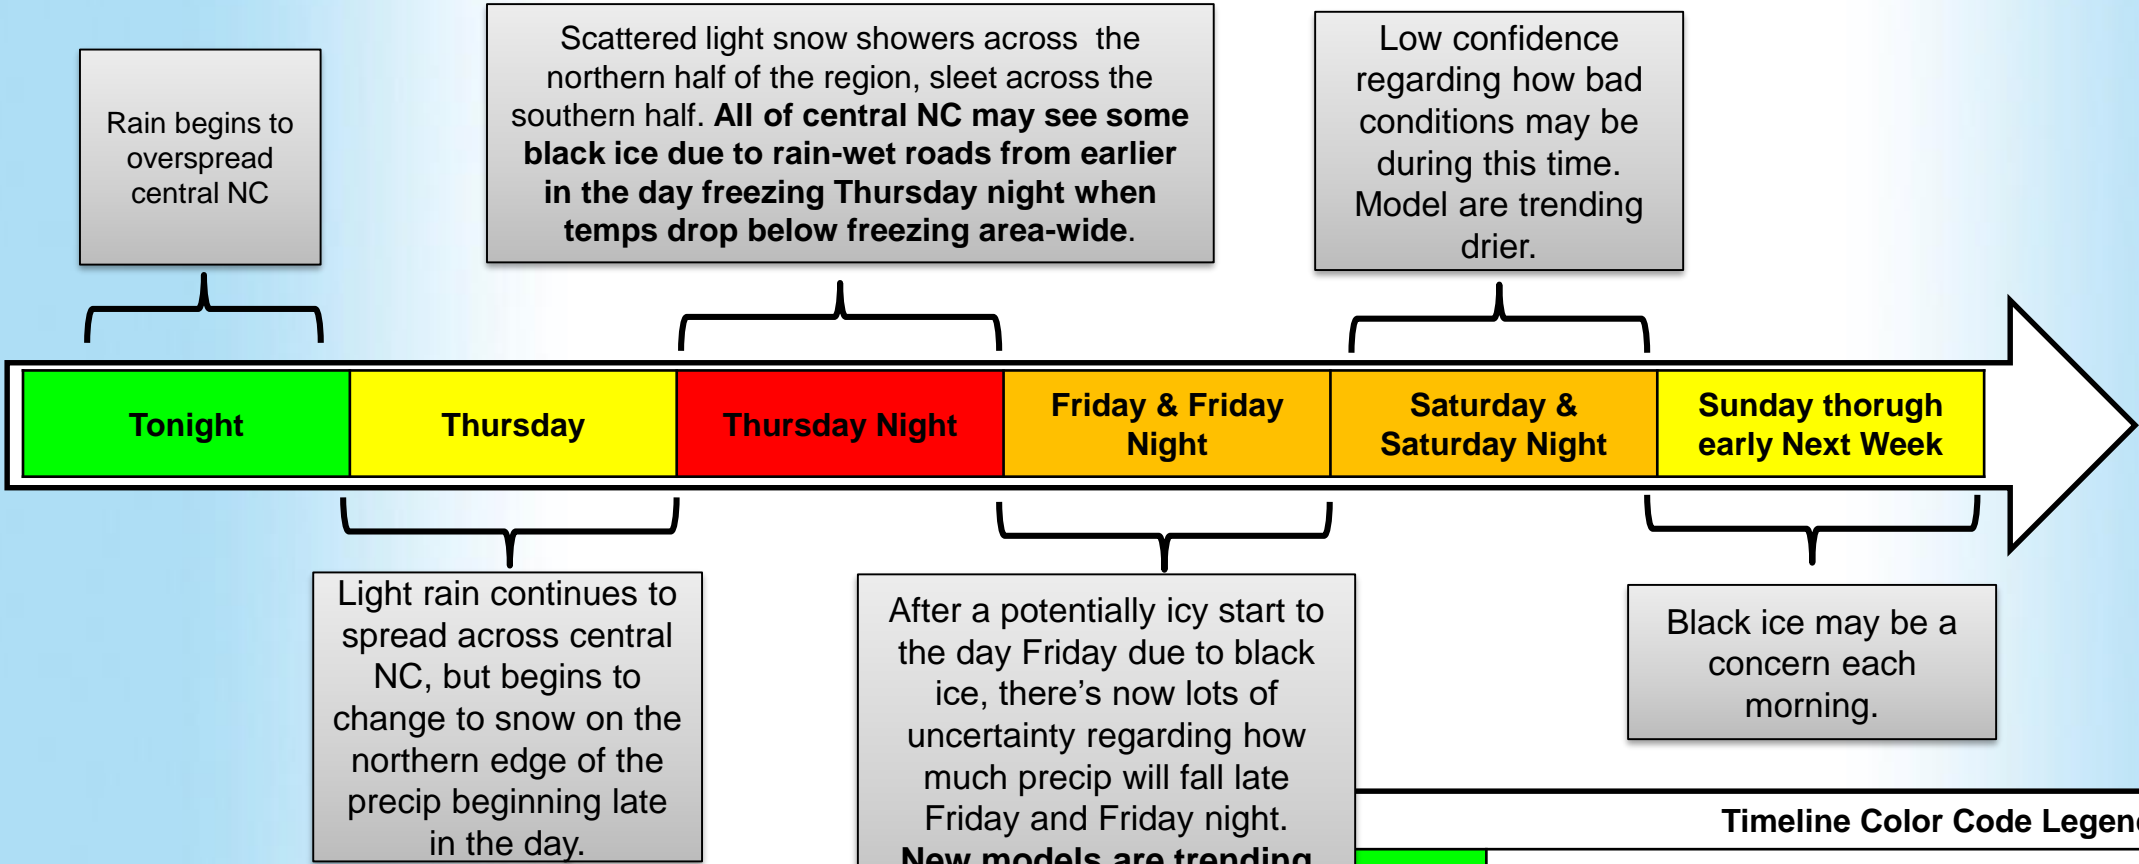 Rain begins to
overspread
central NC
Scattered light snow showers across the
northern half of the region, sleet across the
southern half. All of central NC may see some
black ice due to rain-wet roads from earlier
in the day freezing Thursday night when
temps drop below freezing area-wide.
Low confidence
regarding how bad
conditions may be
during this time.
Model are trending
drier.
Tonight
Thursday
Thursday Night
Friday & Friday
Night
Saturday &
Saturday Night
Sunday thorugh
early Next Week
Light rain continues to
spread across central
NC, but begins to
change to snow on the
northern edge of the
precip beginning late
in the day.
After a potentially icy start to
the day Friday due to black
ice, there’s now lots of
uncertainty regarding how
much precip will fall late
Friday and Friday night.
New models are trending
Black ice may be a
concern each
morning.
Timeline Color Code Legend